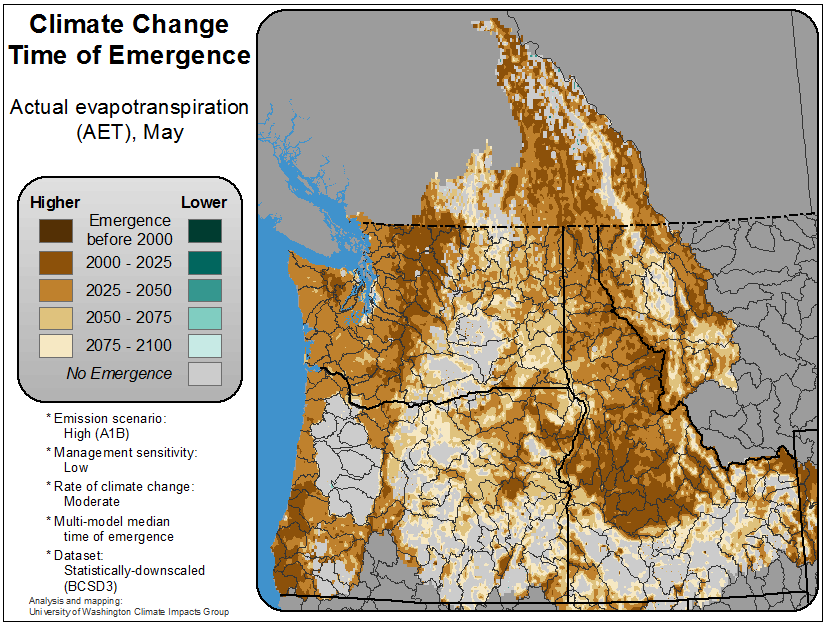 Climate Change
Time of Emergence
Actual evapotranspiration
(AET), May
Higher
Lower
Emergence
before 2000
2000 - 2025
2025 - 2050
2050 - 2075
2075 - 2100
No Emergence
* Emission scenario:
High (A1B)
* Management sensitivity:
Low
* Rate of climate change:
Moderate
* Multi-model median
time of emergence
* Dataset:
Statistically-downscaled
(BCSD3)
Analysis and mapping:
University of Washington Climate Impacts Group